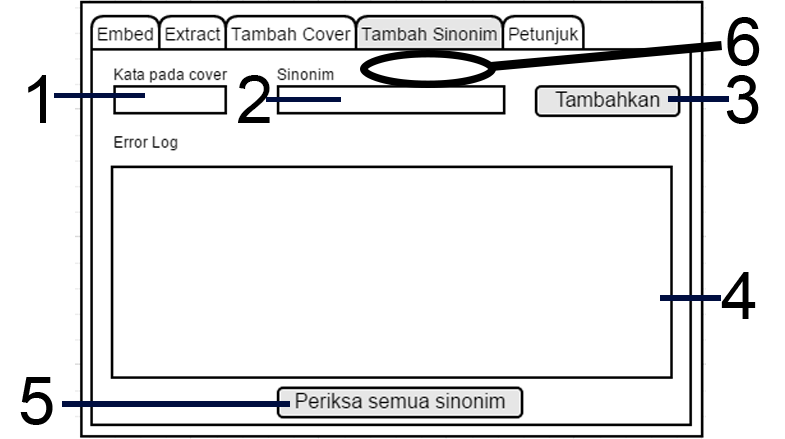 Embed Extract Tambah Cover Tambah Sinonim Petunjuk
6
Kata pada cover Sinonim
1 2 Tambahkan 3
Error Log
4
5 Periksa semua sinonim